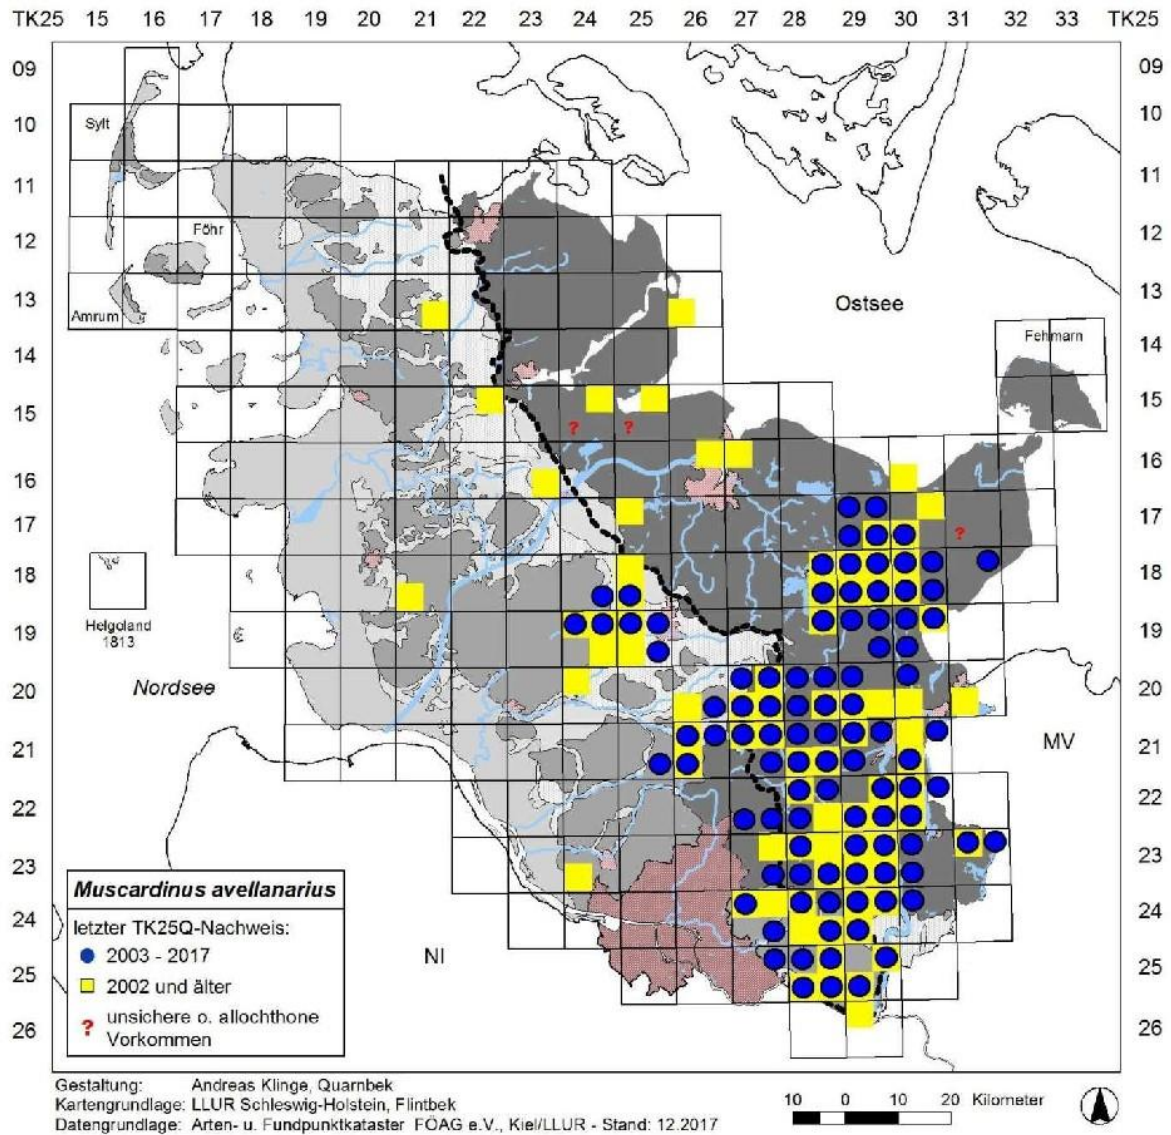 TK25 15 16 17 18 19 20 21 22 23 24 25 26 27 28 29 30 31 32 33 TK25
09 09
10 Sylt 10
11 11
12 Föhr 12
13 Amrum Ostsee 13
14 Fehmarn 14
15 ? ? 15
16 16
17 ? 17
18 18
Helgoland
1813
19 19
20 Nordsee 20
21 MV 21
22 22
23 23
Muscardinus avellanarius
24 24
letzter TK25Q-Nachweis:
2003 - 2017
NI
25 25
2002 und älter
? unsichere o. allochthone
Vorkommen
26 26
Gestaltung: Andreas Klinge, Quarnbek
Kartengrundlage: LLUR Schleswig-Holstein, Flintbek
Datengrundlage: Arten- u. Fundpunktkataster FÖAG e.V., Kiel/LLUR - Stand: 12.2017
10 0 10 20 Kilometer